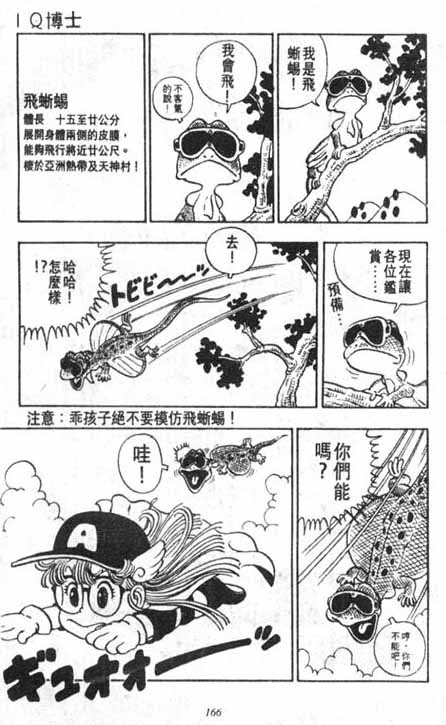 IQ博士
我是飛
蜥蜴！
我會飛！！
不客氣
的說！
飛蜥蜴
體長　十五至廿公分
展開身體兩側的皮膜，
能夠飛行將近廿公尺。
棲於亞洲熱帶及天神村！
現在讓
各位鑑
賞……
預備…
去！
トビビ～～ッ
哈哈！
怎麼樣
!?
注意：乖孩子絕不要模仿飛蜥蜴！
你們能
嗎？
哼，你們
不能吧！
哇！
A
ギュオオーーッ
166